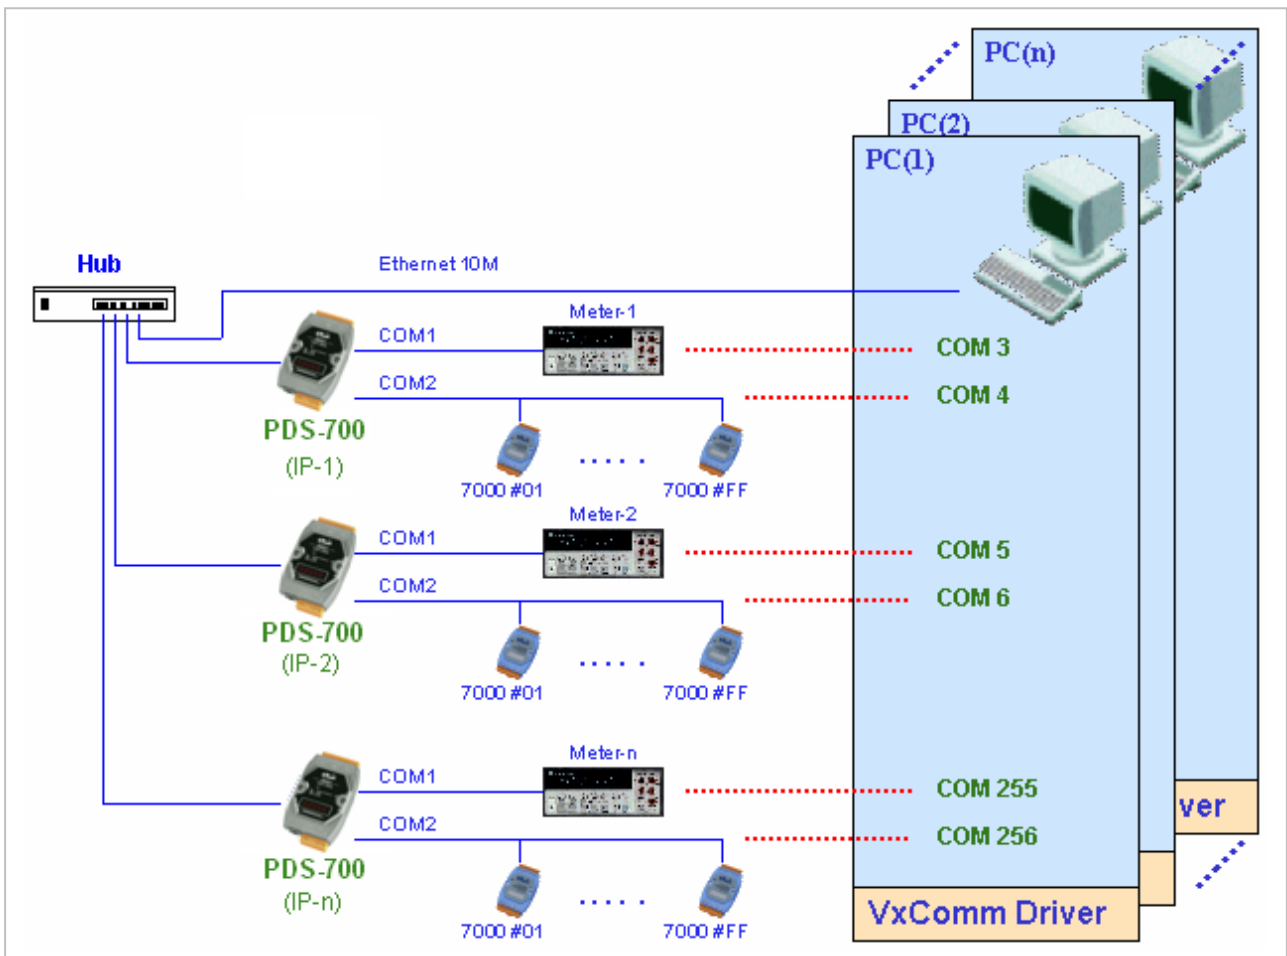 PC(n)
PC(2)
PC(1)
Hub
Ethernet 10M
Meter-1
COM1
COM 3
COM2
COM 4
PDS-700
(IP-1)
7000 #01
7000 #FF
Meter-2
COM1
COM 5
COM2
COM 6
PDS-700
(IP-2)
7000 #01
7000 #FF
Meter-n
COM1
COM 255
COM2
COM 256
PDS-700
(IP-n)
7000 #01
7000 #FF
ver
VxComm Driver